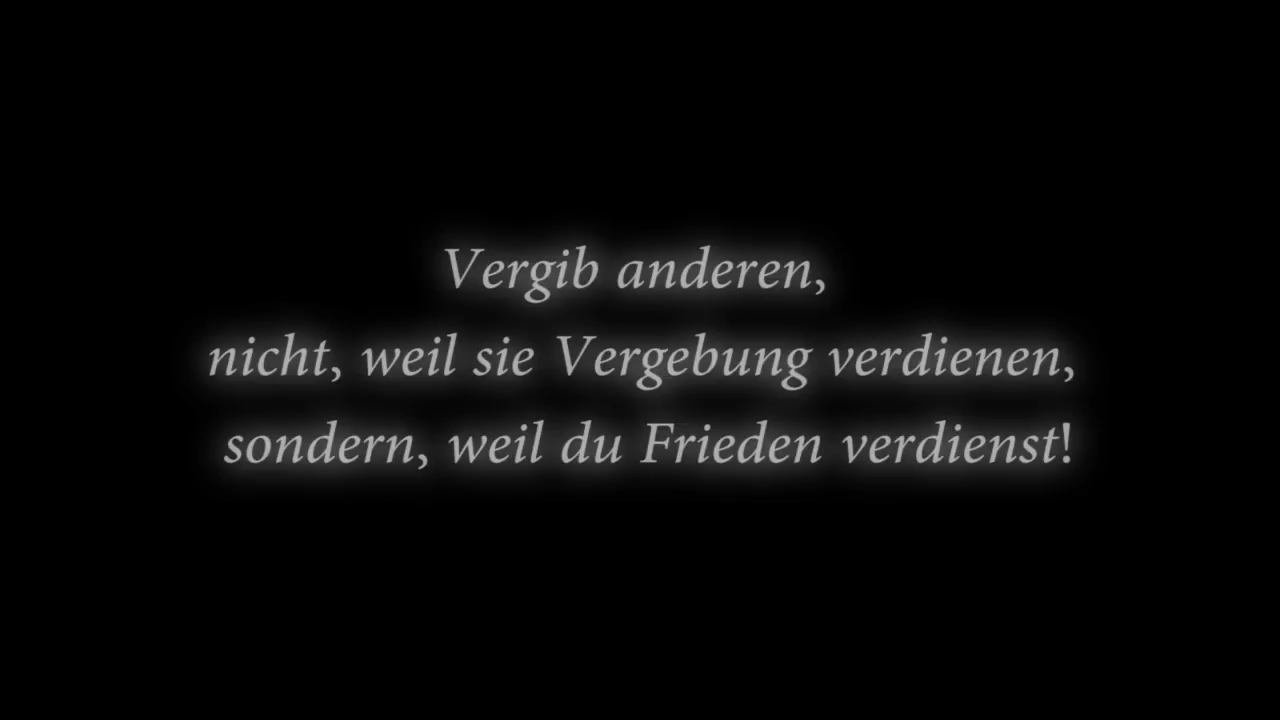 Vergib anderen,
nicht, weil sie Vergebung verdienen,
sondern, weil du Frieden verdienst!